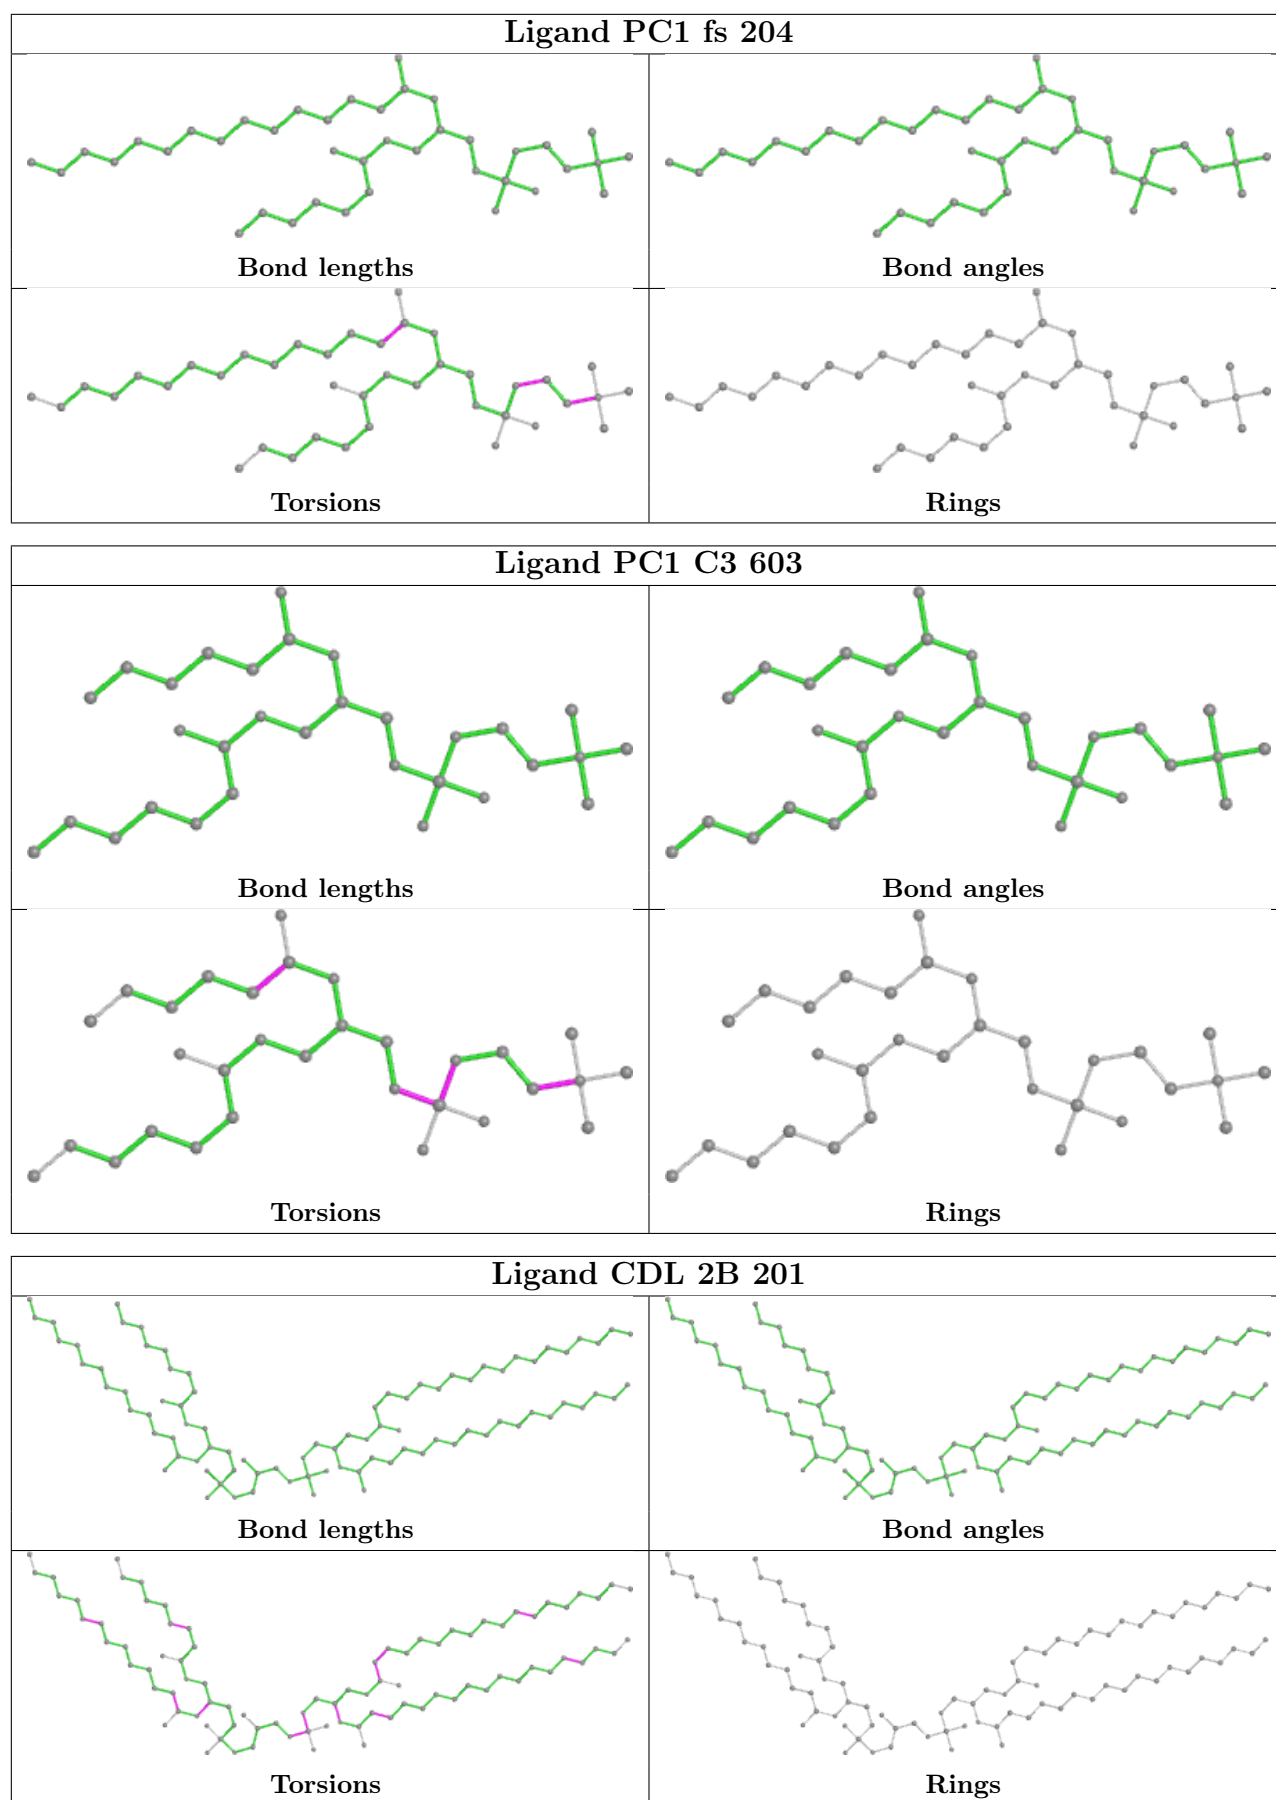 Ligand PC1 fs 204
Bond lengths
Bond angles
Torsions
Rings
Ligand PC1 C3 603
Bond lengths
Bond angles
Torsions
Rings
Ligand CDL 2B 201
Bond lengths
Bond angles
Torsions
Rings